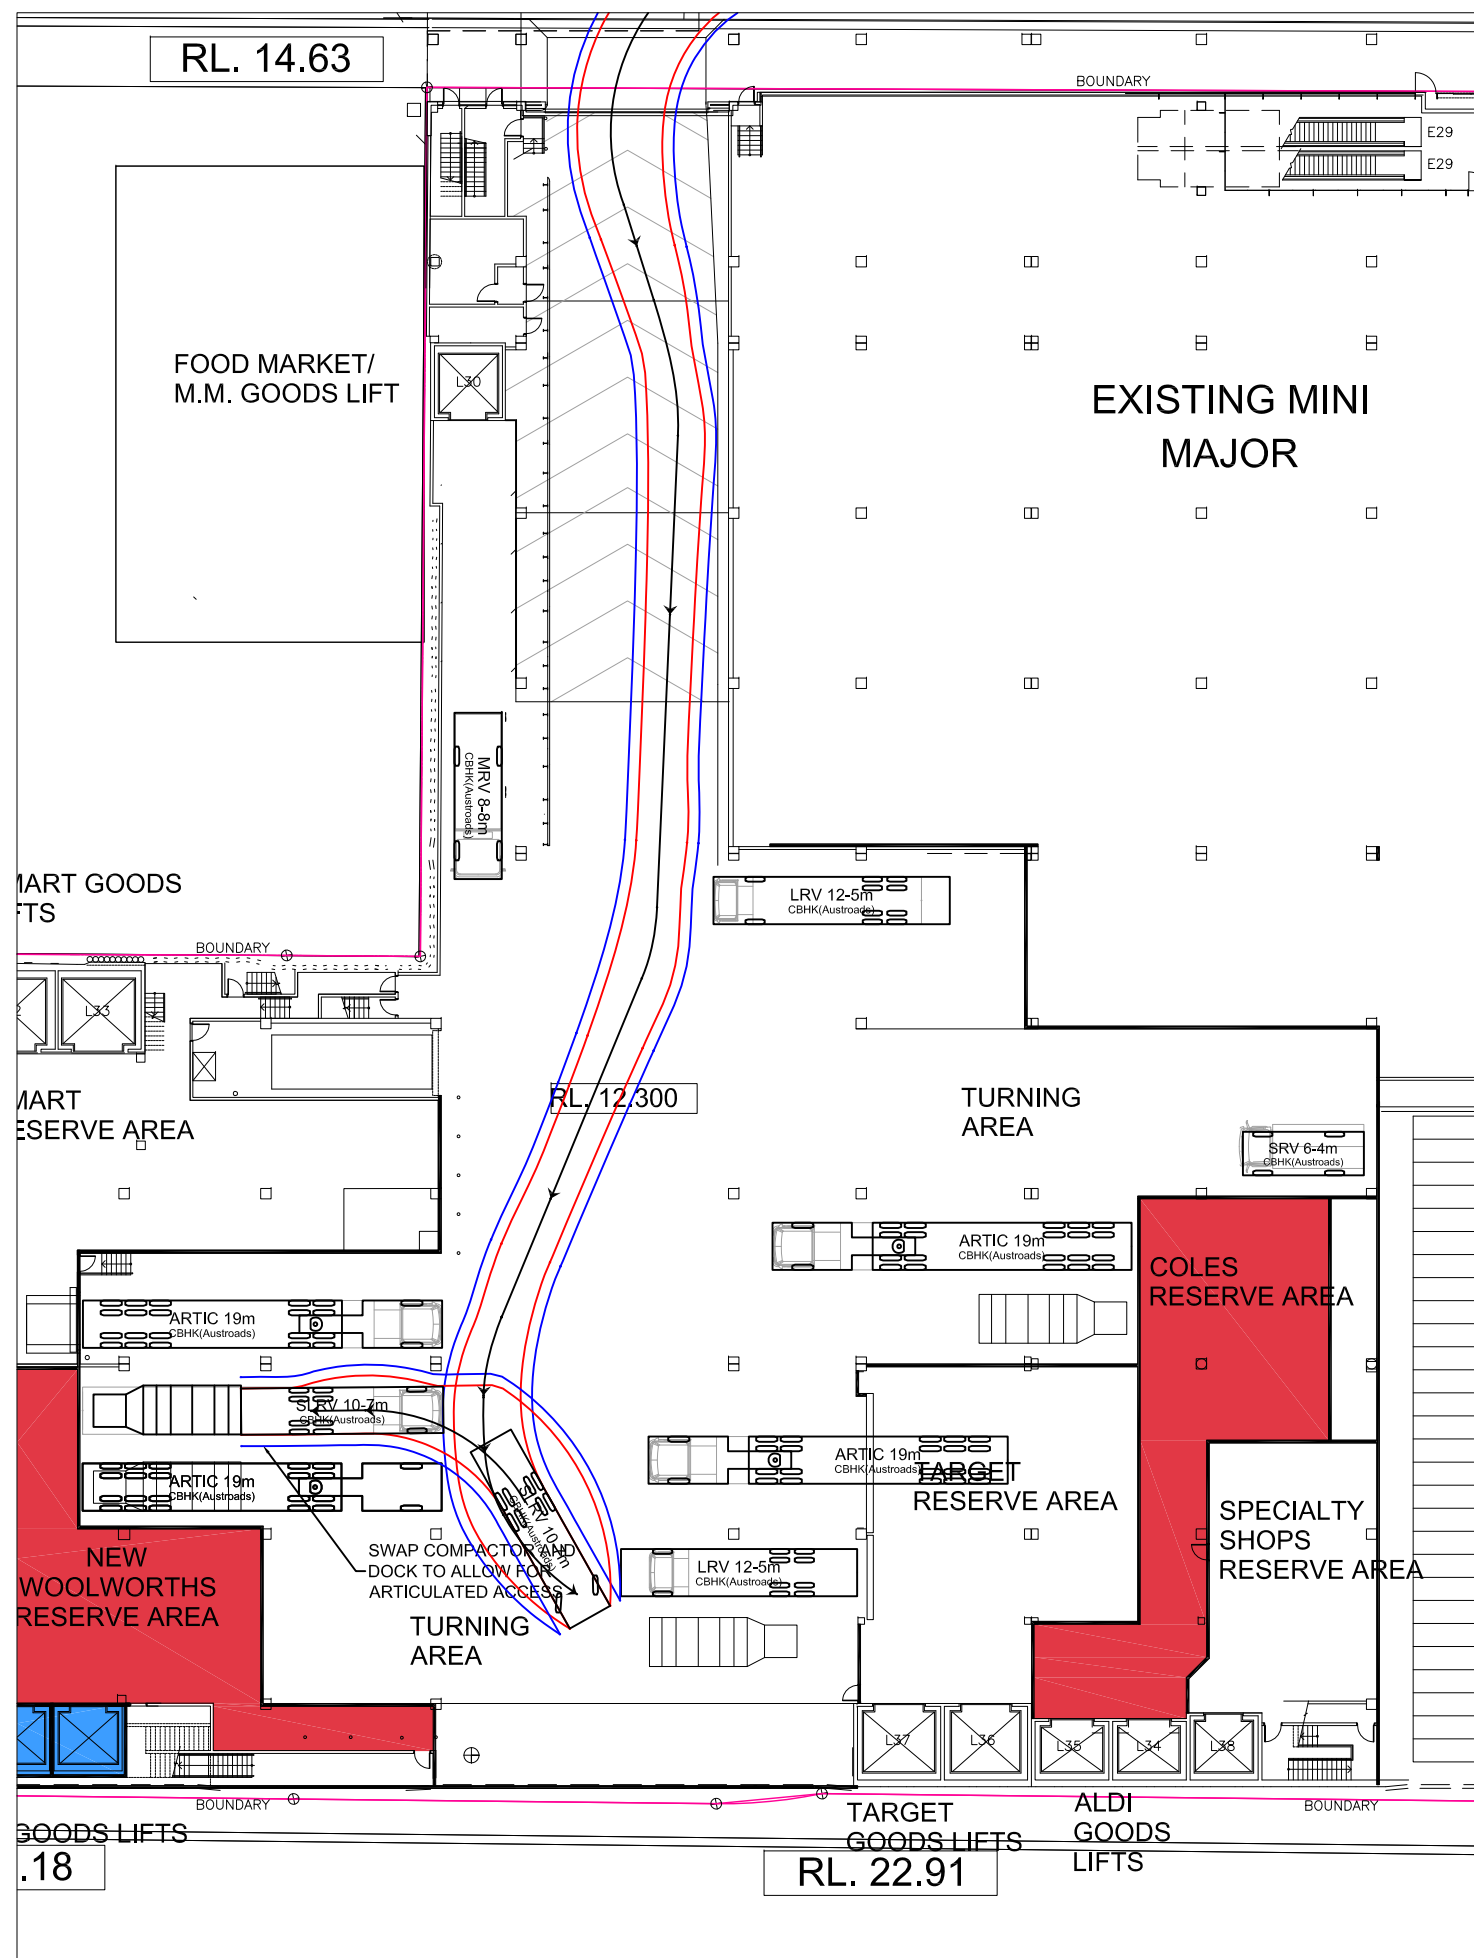 RL. 14.63
BOUNDARY
E29
E29
FOOD MARKET/
M.M. GOODS LIFT
L30
EXISTING MINI
MAJOR
MRV 8-8m
CBHK(Austroads)
LRV 12-5m
CBHK(Austroads)
MART GOODS
FTS
BOUNDARY
L33
RL. 12.300
MART
ESERVE AREA
TURNING
AREA
SRV 6-4m
CBHK(Austroads)
ARTIC 19m
CBHK(Austroads)
COLES
RESERVE AREA
ARTIC 19m
CBHK(Austroads)
SLRV 10-7m
CBHK(Austroads)
ARTIC 19m
CBHK(Austroads)
ARTIC 19m
CBHK(Austroads)
TARGET
RESERVE AREA
SLRV 10-7m
CBHK(Austroads)
SPECIALTY
SHOPS
RESERVE AREA
SWAP COMPACTOR AND
DOCK TO ALLOW FOR
ARTICULATED ACCESS
LRV 12-5m
CBHK(Austroads)
NEW
WOOLWORTHS
RESERVE AREA
TURNING
AREA
L37
L36
L35
L34
L38
BOUNDARY
BOUNDARY
TARGET
GOODS LIFTS
ALDI
GOODS
LIFTS
GOODS LIFTS
.18
RL. 22.91